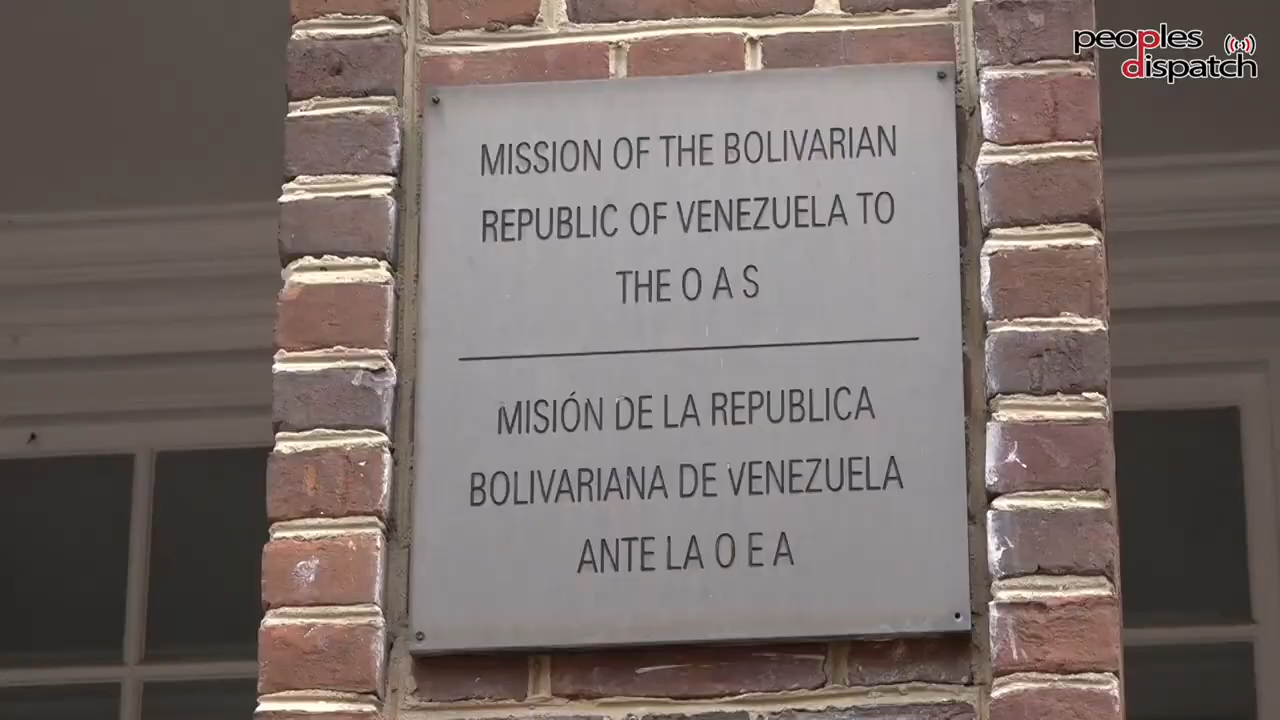 peoples
dispatch
MISSION OF THE BOLIVARIAN
REPUBLIC OF VENEZUELA TO
THE O A S
MISIÓN DE LA REPUBLICA
BOLIVARIANA DE VENEZUELA
ANTE LA O E A